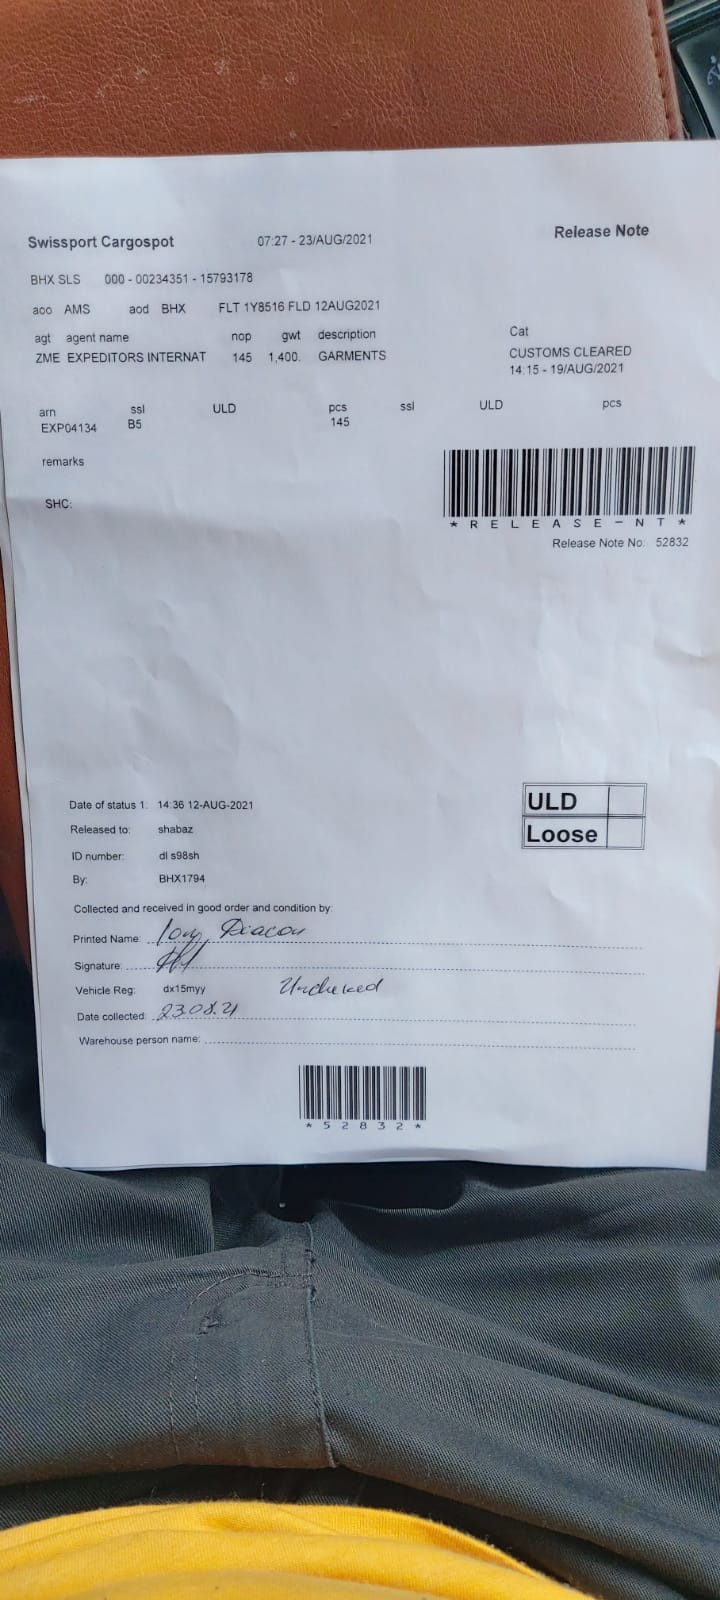 Swissport Cargospot 07:27 - 23/AUG/2021 Release Note
BHX SLS 000 - 00234351 - 15793178
aoo AMS aod BHX FLT 1Y8516 FLD 12AUG2021
agt agent name nop gwt description Cat
ZME EXPEDITORS INTERNAT 145 1,400. GARMENTS CUSTOMS CLEARED
14:15 - 19/AUG/2021
arn ssl ULD pcs ssl ULD pcs
EXP04134 B5 145
remarks
* R E L E A S E - N T *
SHC:
Release Note No: 52832
Date of status 1: 14:36 12-AUG-2021
ULD
Released to: shabaz
Loose
ID number: dl s98sh
By: BHX1794
Collected and received in good order and condition by:
Printed Name: Deacon
Signature:
Vehicle Reg: dx15myy
Date collected: 23.08.21
Warehouse person name:
* 5 2 8 3 2 *